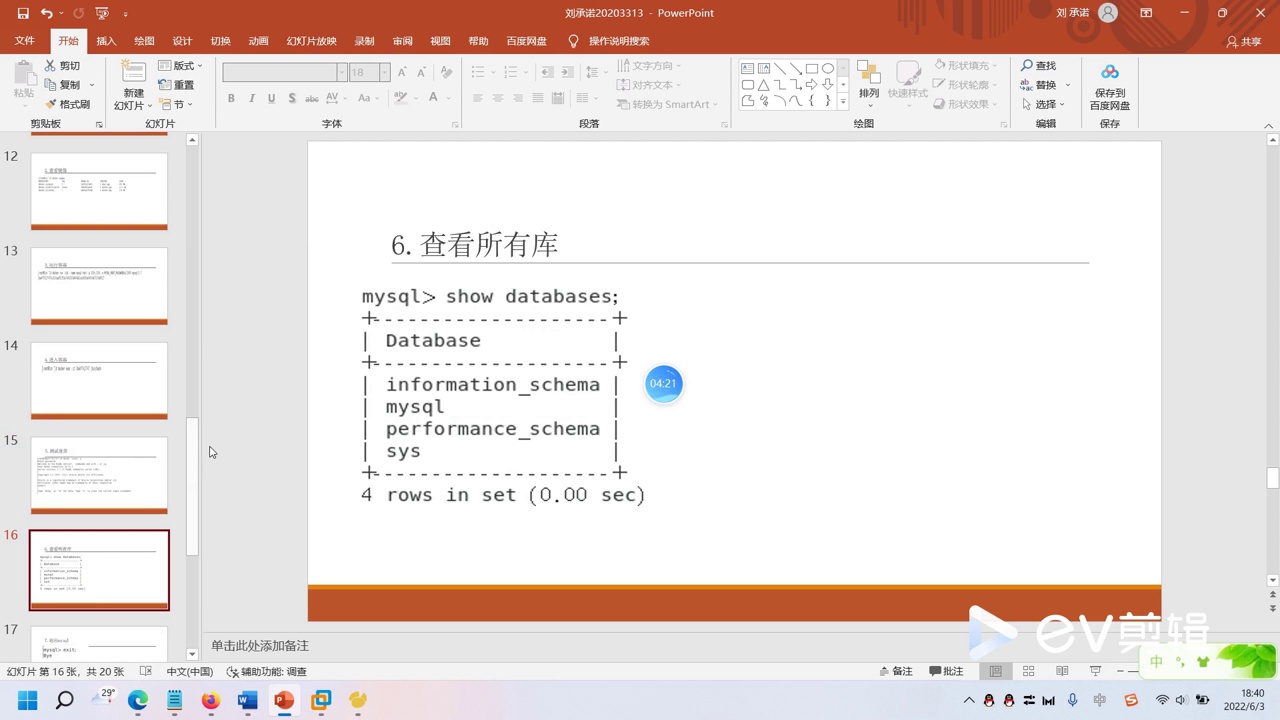 刘承诺20203313 - PowerPoint
刘 承诺
文件 开始 插入 绘图 设计 切换 动画 幻灯片放映 录制 审阅 视图 帮助 百度网盘 操作说明搜索 共享
粘贴
剪切
复制
格式刷
剪贴板
新建
幻灯片
版式
重置
节
幻灯片
18
B I U S abc AV Aa A
字体
文字方向
对齐文本
转换为 SmartArt
段落
排列
快速样式
形状填充
形状轮廓
形状效果
绘图
查找
替换
选择
编辑
保存到
百度网盘
保存
12
13
14
15
16
17
6. 查看所有库
mysql> show databases;
+--------------------+
| Database |
+--------------------+
| information_schema |
| mysql |
| performance_schema |
| sys |
+--------------------+
4 rows in set (0.00 sec)
04:21
mysql> exit;
Bye
单击此处添加备注
EV剪辑
中
幻灯片 第 16 张，共 20 张 中文(中国) 辅助功能: 调查 备注 批注
29°
中
18:40
2022/6/3